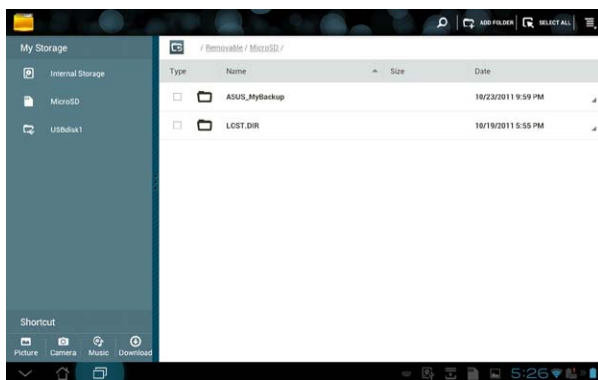 ADD FOLDER SELECT ALL
My Storage
Internal Storage
MicroSD
USBdisk1
/ Removable / MicroSD /
Type Name Size Date
ASUS_MyBackup 10/23/2011 9:59 PM
LOST.DIR 10/19/2011 5:55 PM
Shortcut
Picture Camera Music Download
5:26